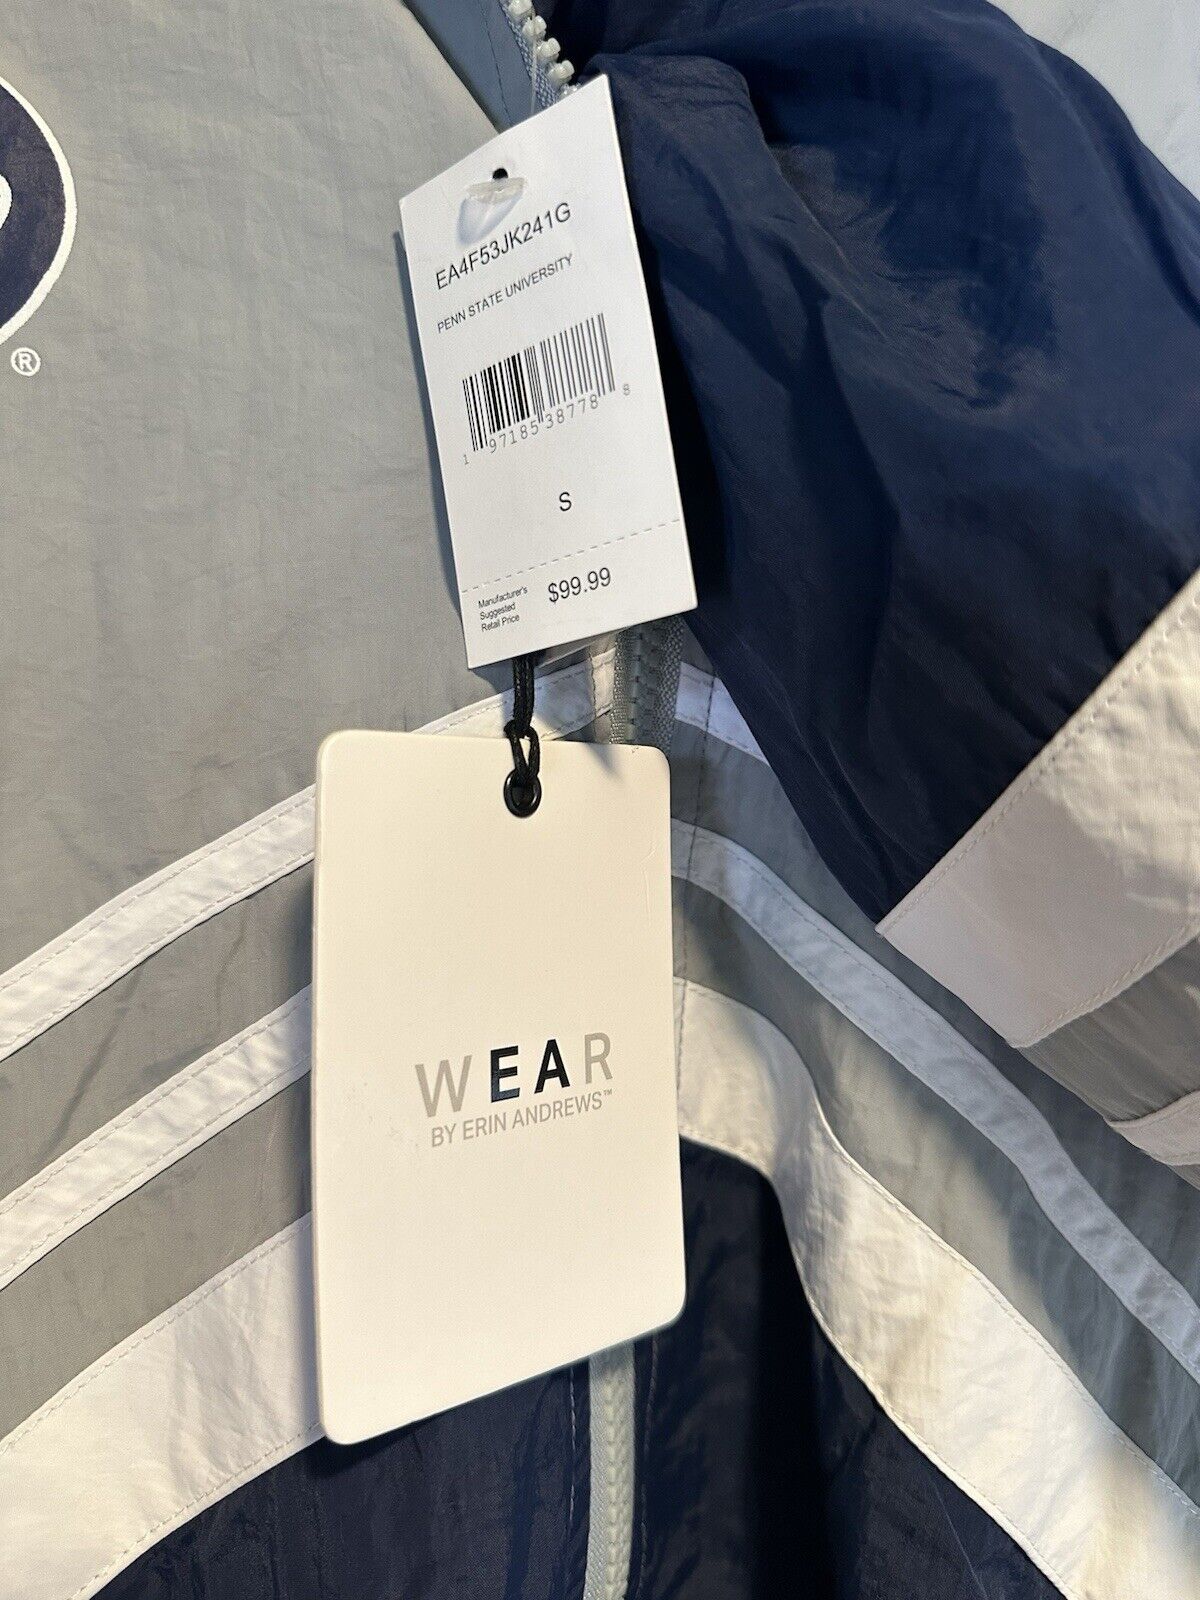 ®
EA4F53JK241G
PENN STATE UNIVERSITY
1 97185 38778 8
S
Manufacturer's
Suggested
Retail Price
$99.99
WEAR
BY ERIN ANDREWS™